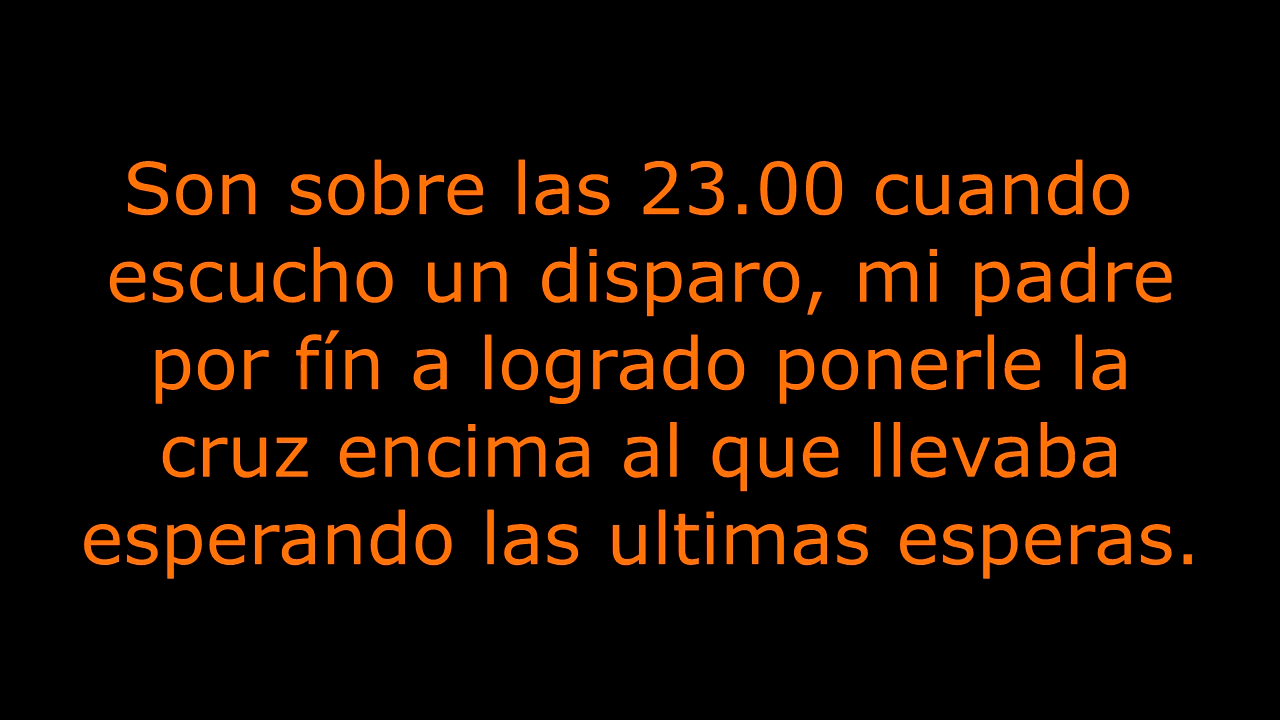 Son sobre las 23.00 cuando
escucho un disparo, mi padre
por fín a logrado ponerle la
cruz encima al que llevaba
esperando las ultimas esperas.